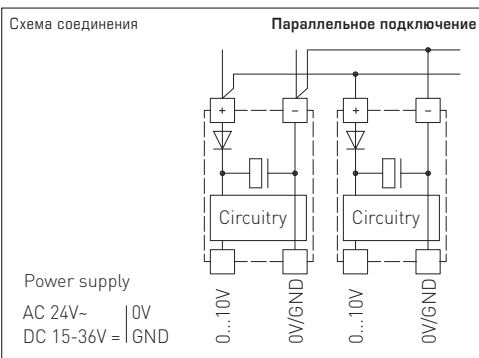 Схема соединения
Параллельное подключение
+ − + −
Circuitry Circuitry
Power supply
AC 24V~ 0V
DC 15-36V = GND
0...10V
0V/GND
0...10V
0V/GND